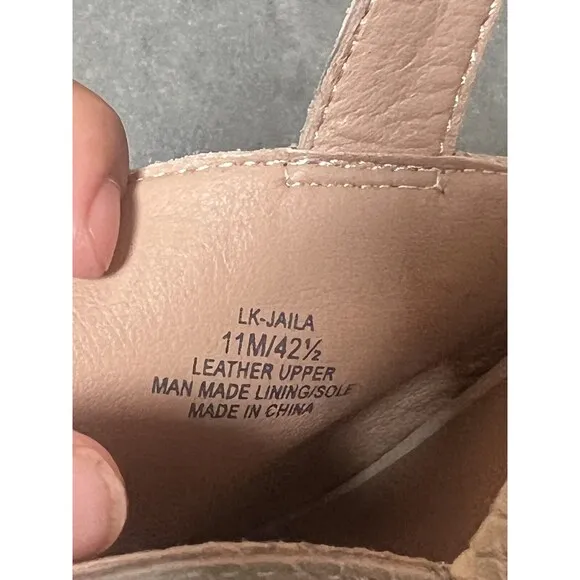 LK-JAILA
11M/42½
LEATHER UPPER
MAN MADE LINING/SOLE
MADE IN CHINA